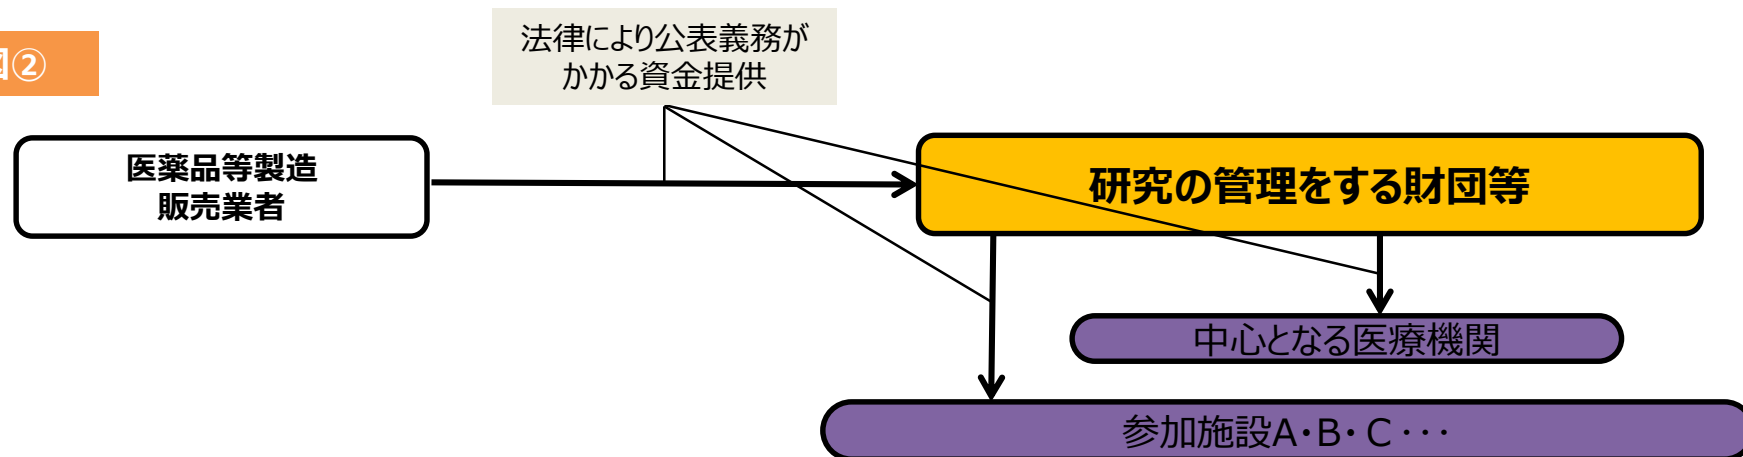 図②
法律により公表義務が
かかる資金提供
医薬品等製造
販売業者
研究の管理をする財団等
中心となる医療機関
参加施設A・B・C・・・